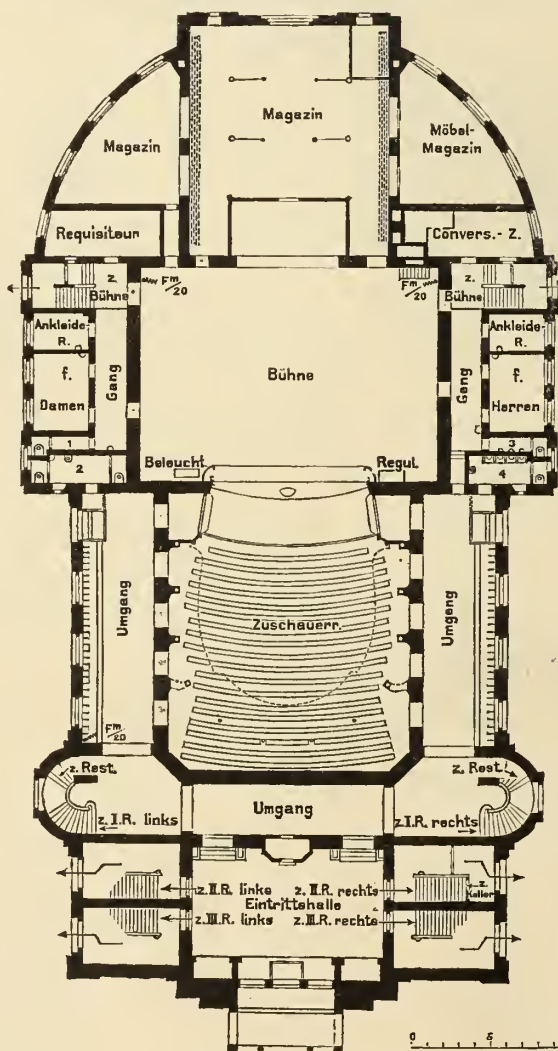 Magazin
Magazin
Möbel-
Magazin
Requisiteur
Convers.-Z.
z.
Bühne
Fm/20
Fm/20
z.
Bühne
Ankleide-
R.
f.
Damen
Gang
Bühne
Gang
Ankleide-
R.
f.
Herren
1
2
3
4
Beleucht.
Regul.
Umgang
Zuschauerr.
Umgang
Fm/20
z. Rest.
z. Rest.
z. I. R. links
Umgang
z. I. R. rechts
z. II. R. links
z. II. R. rechts
z.
Keller
Eintrittshalle
z. III. R. links
z. III. R. rechts
0
5